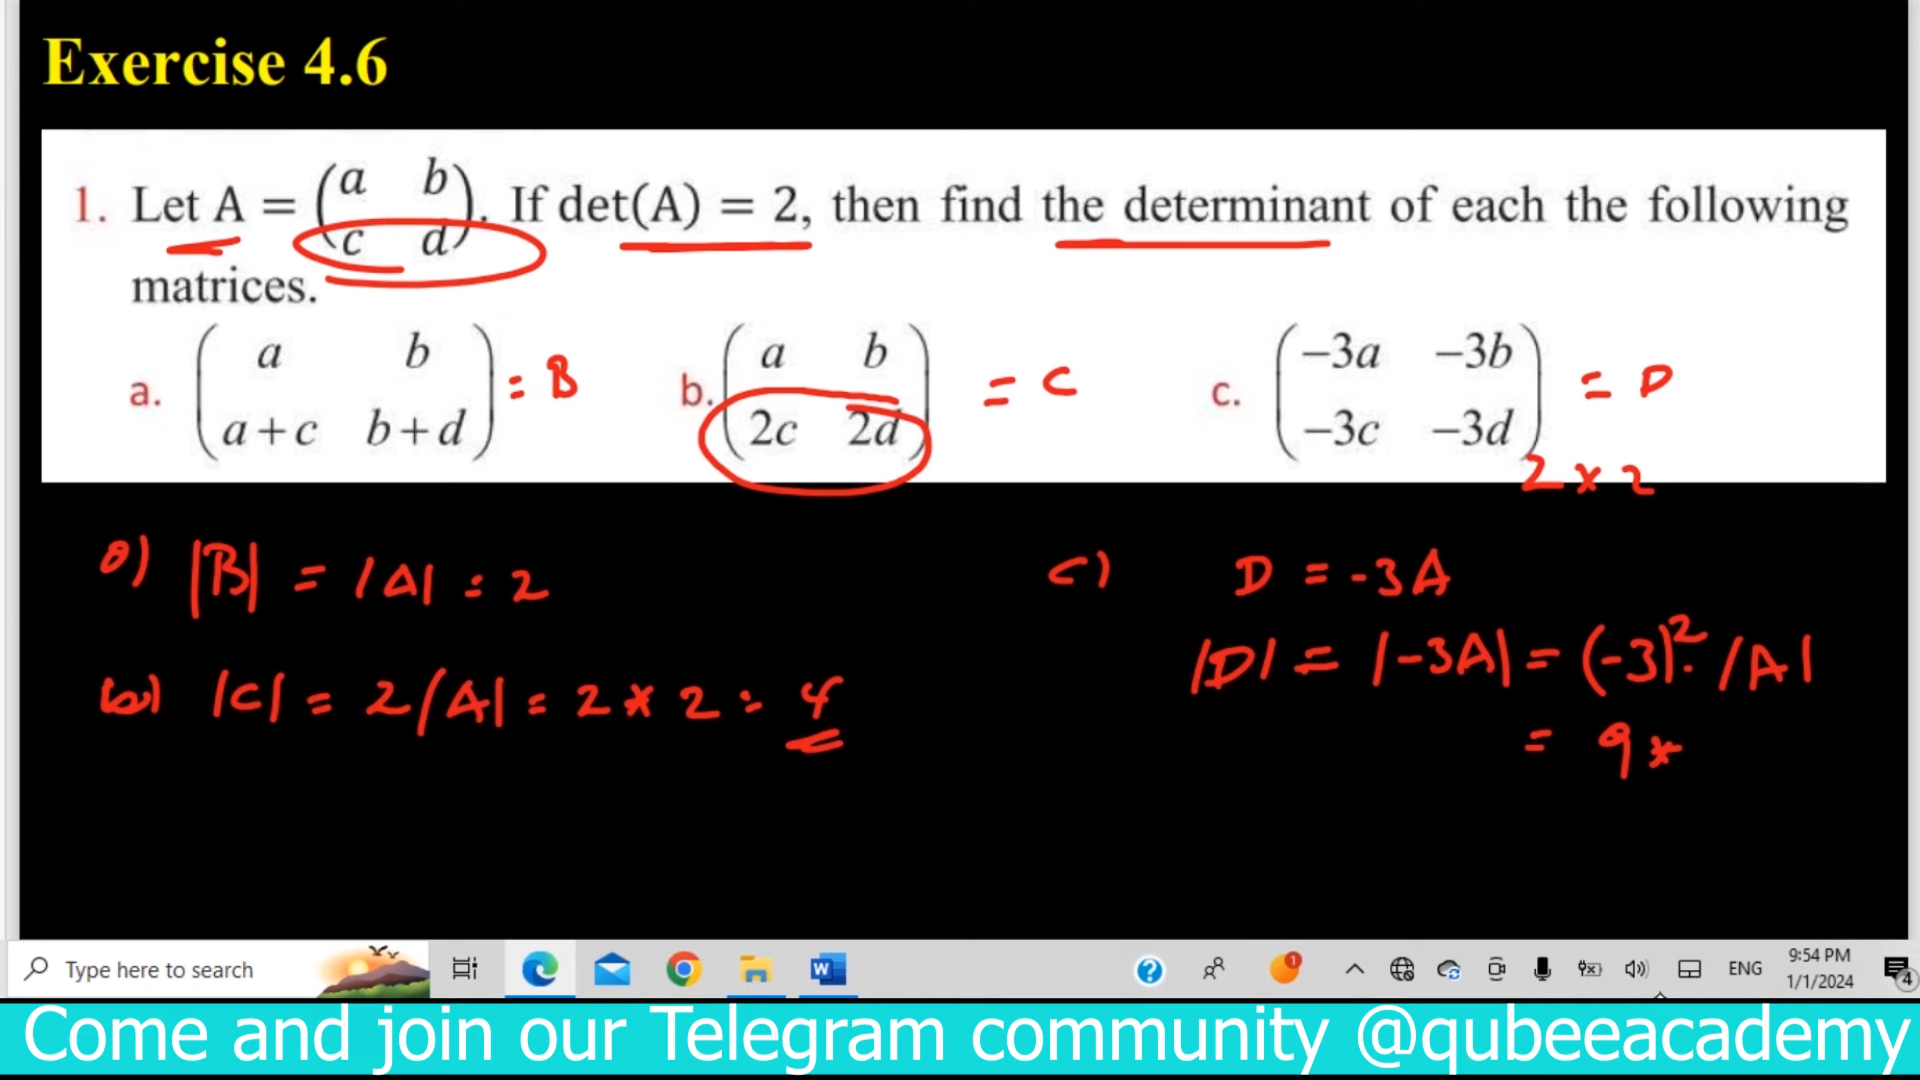 Exercise 4.6
1. Let A = (a b
c d). If det(A) = 2, then find the determinant of each the following
matrices.
a. (a b
a+c b+d) = B
b. (a b
2c 2d) = C
c. (−3a −3b
−3c −3d) = D
2 × 2
a) |B| = |A| = 2
b) |C| = 2|A| = 2 * 2 = 4
c) D = -3A
|D| = |-3A| = (-3)². |A|
= 9 *
Type here to search
1
ENG
9:54 PM
1/1/2024
4
Come and join our Telegram community @qubeeacademy